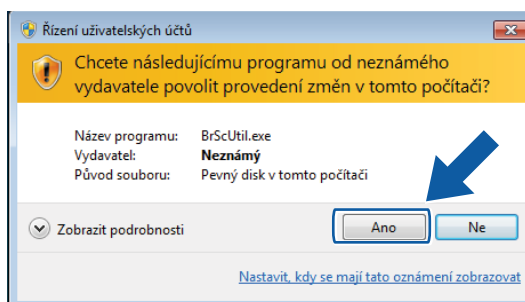 Řízení uživatelských účtů
Chcete následujícímu programu od neznámého
vydavatele povolit provedení změn v tomto počítači?
Název programu: BrScUtil.exe
Vydavatel: Neznámý
Původ souboru: Pevný disk v tomto počítači
Zobrazit podrobnosti
Ano
Ne
Nastavit, kdy se mají tato oznámení zobrazovat